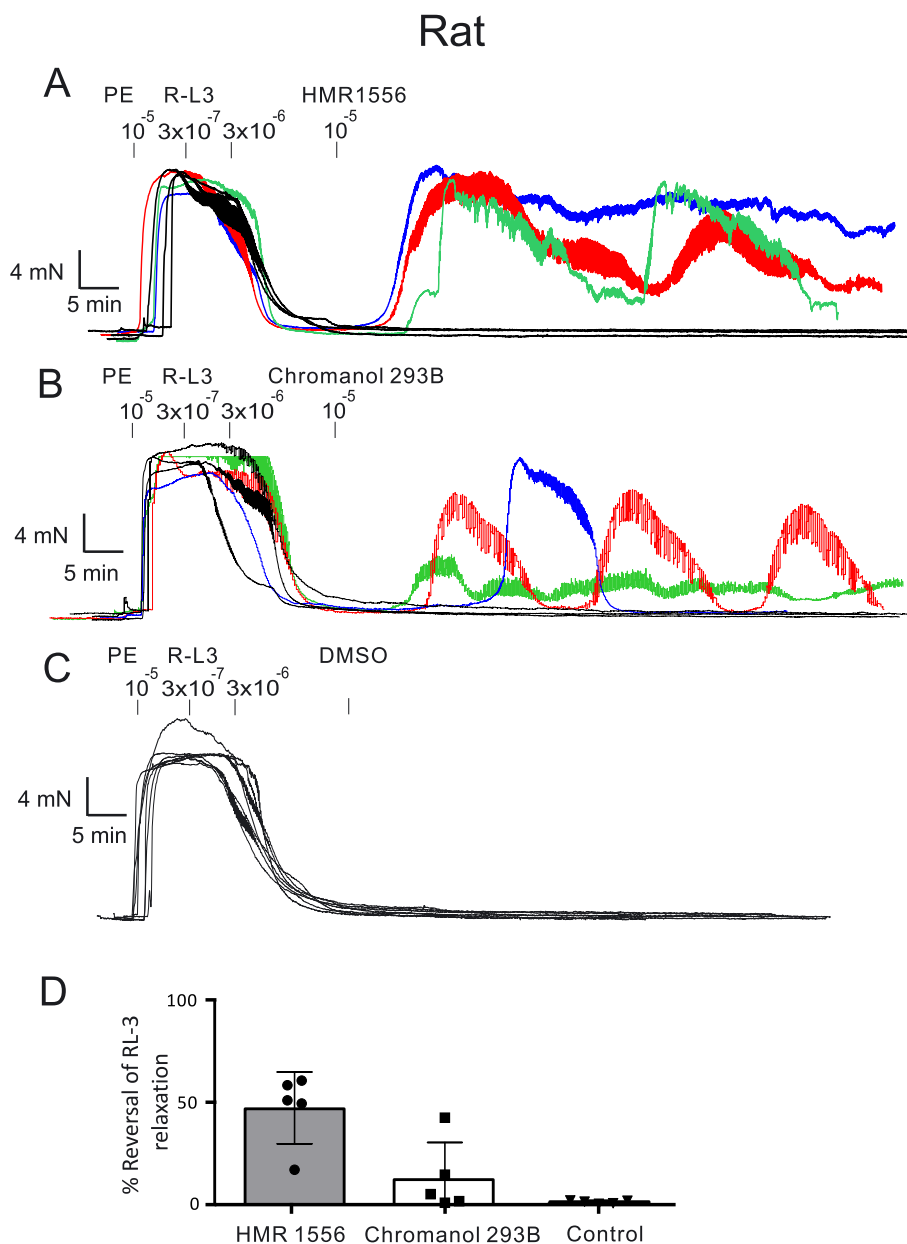 Rat
A
PE R-L3 HMR1556
10⁻⁵ 3x10⁻⁷ 3x10⁻⁶ 10⁻⁵
4 mN
5 min
B
PE R-L3 Chromanol 293B
10⁻⁵ 3x10⁻⁷ 3x10⁻⁶ 10⁻⁵
4 mN
5 min
C
PE R-L3 DMSO
10⁻⁵ 3x10⁻⁷ 3x10⁻⁶
4 mN
5 min
D
% Reversal of RL-3
relaxation
100
50
0
HMR 1556 Chromanol 293B Control